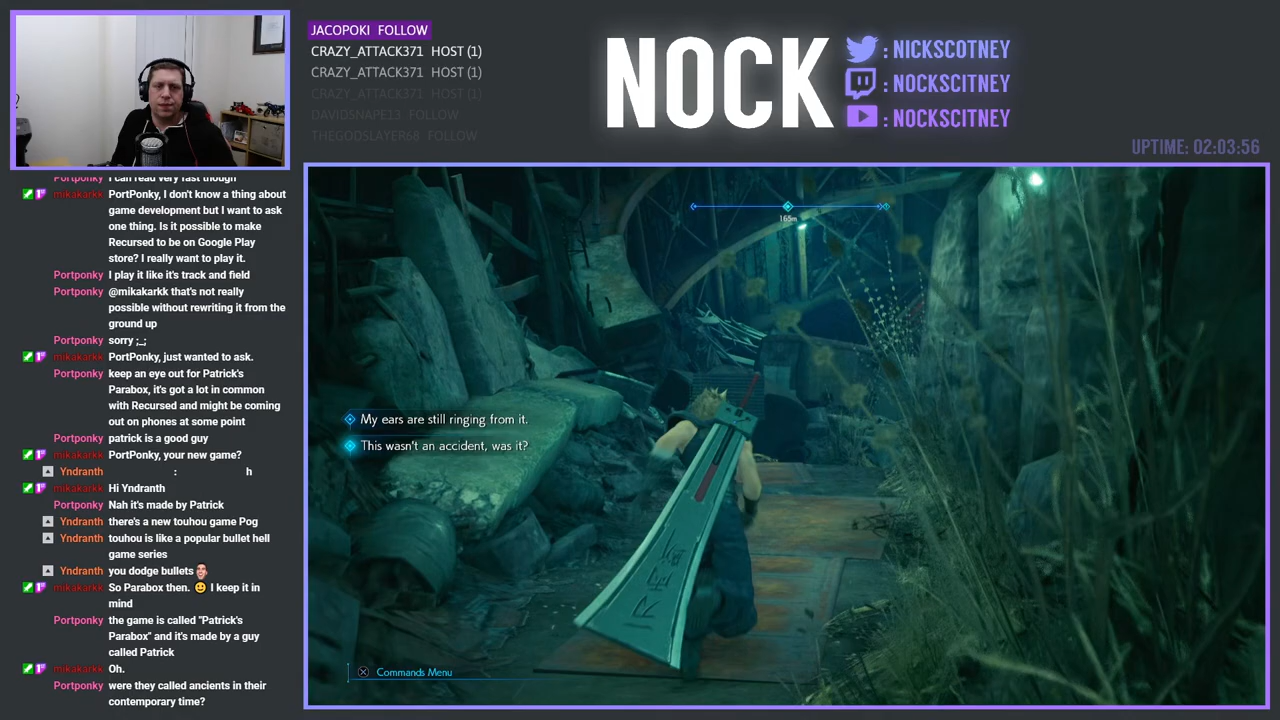 JACOPOKI FOLLOW
CRAZY_ATTACK371 HOST (1)
CRAZY_ATTACK371 HOST (1)
CRAZY_ATTACK371 HOST (1)
DAVIDSNAPE13 FOLLOW
THEGODSLAYER68 FOLLOW
NOCK
: NICKSCOTNEY
: NOCKSCITNEY
: NOCKSCITNEY
UPTIME: 02:03:56
Portponky I can read very fast though
mikakarkk PortPonky, I don't know a thing about
game development but I want to ask
one thing. Is it possible to make
Recursed to be on Google Play
store? I really want to play it.
Portponky I play it like it's track and field
Portponky @mikakarkk that's not really
possible without rewriting it from the
ground up
Portponky sorry ;_;
mikakarkk PortPonky, just wanted to ask.
Portponky keep an eye out for Patrick's
Parabox, it's got a lot in common
with Recursed and might be coming
out on phones at some point
Portponky patrick is a good guy
mikakarkk PortPonky, your new game?
Yndranth : h
mikakarkk Hi Yndranth
Portponky Nah it's made by Patrick
Yndranth there's a new touhou game Pog
Yndranth touhou is like a popular bullet hell
game series
Yndranth you dodge bullets
mikakarkk So Parabox then. I keep it in
mind
Portponky the game is called "Patrick's
Parabox" and it's made by a guy
called Patrick
mikakarkk Oh.
Portponky were they called ancients in their
contemporary time?
166m
My ears are still ringing from it.
This wasn't an accident, was it?
Commands Menu